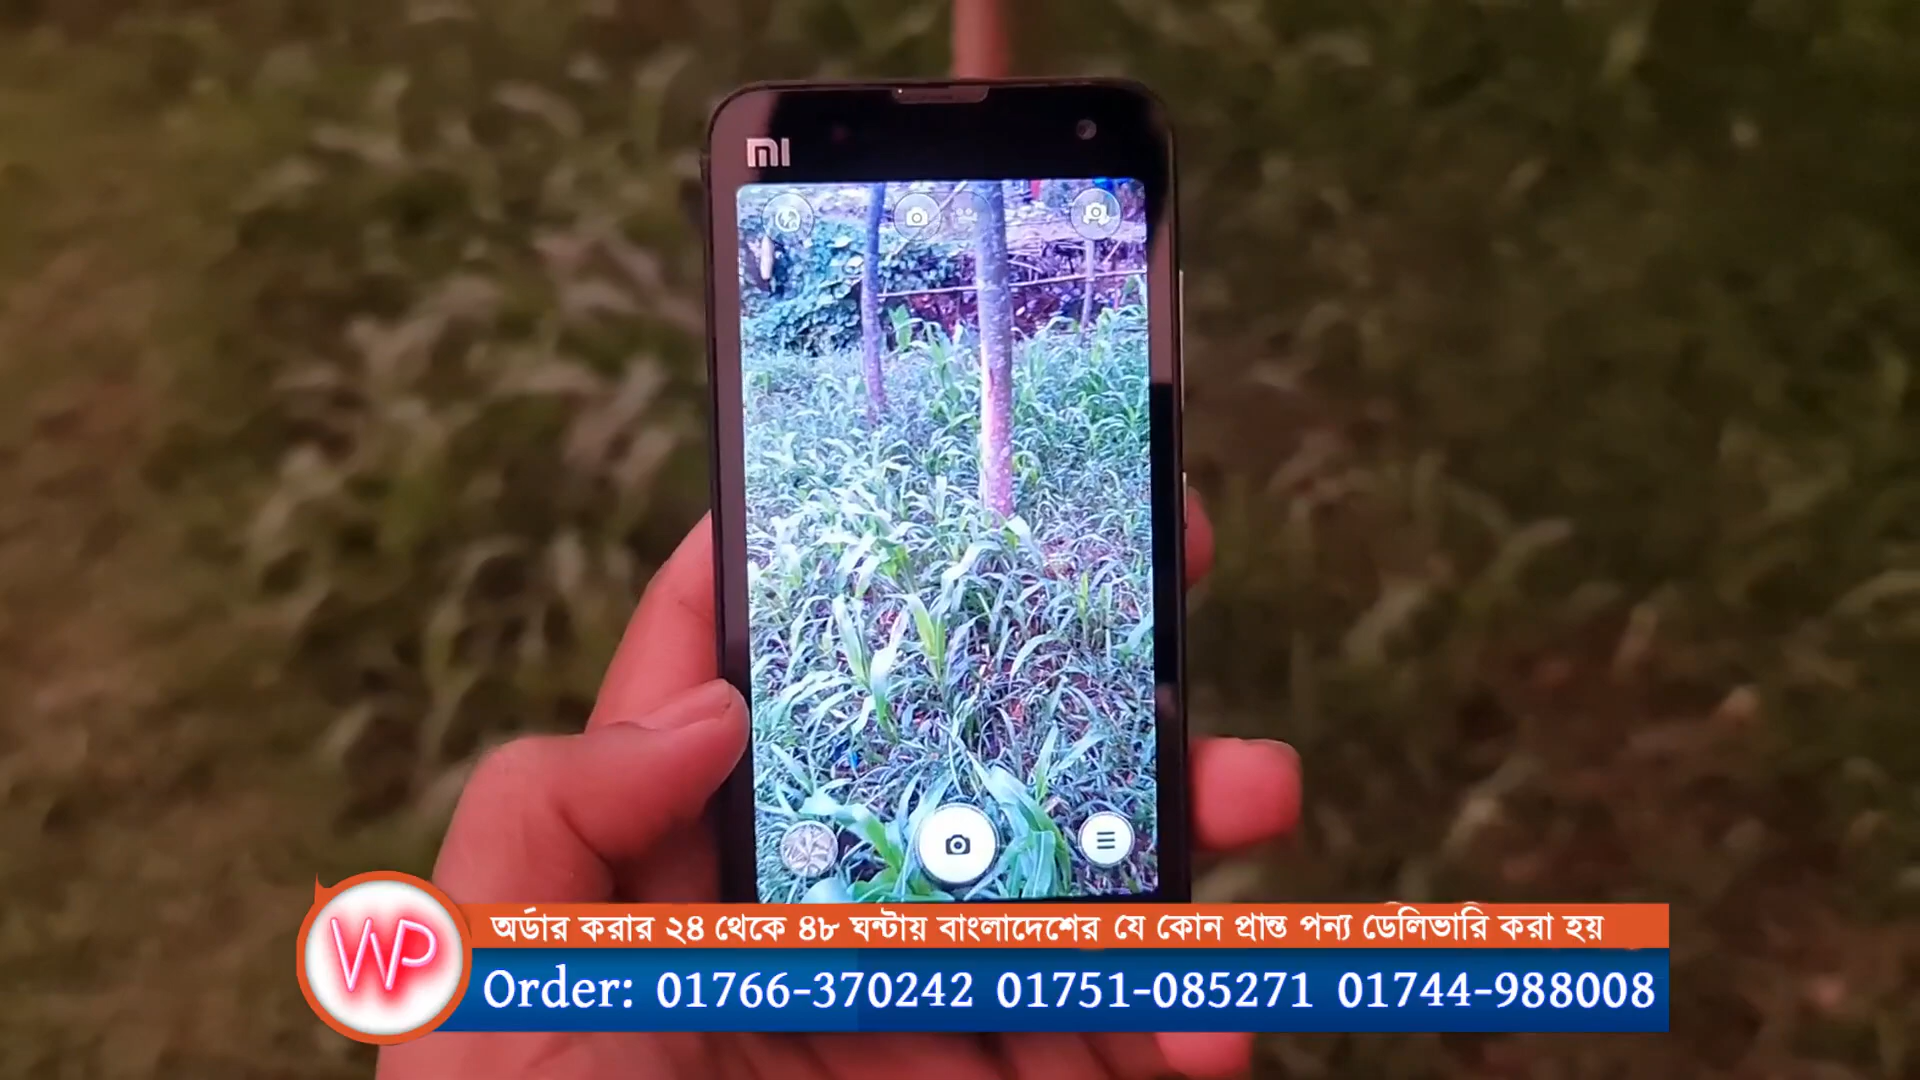 MI
অর্ডার করার ২৪ থেকে ৪৮ ঘন্টায় বাংলাদেশের যে কোন প্রান্ত পন্য ডেলিভারি করা হয়
WP
Order: 01766-370242 01751-085271 01744-988008